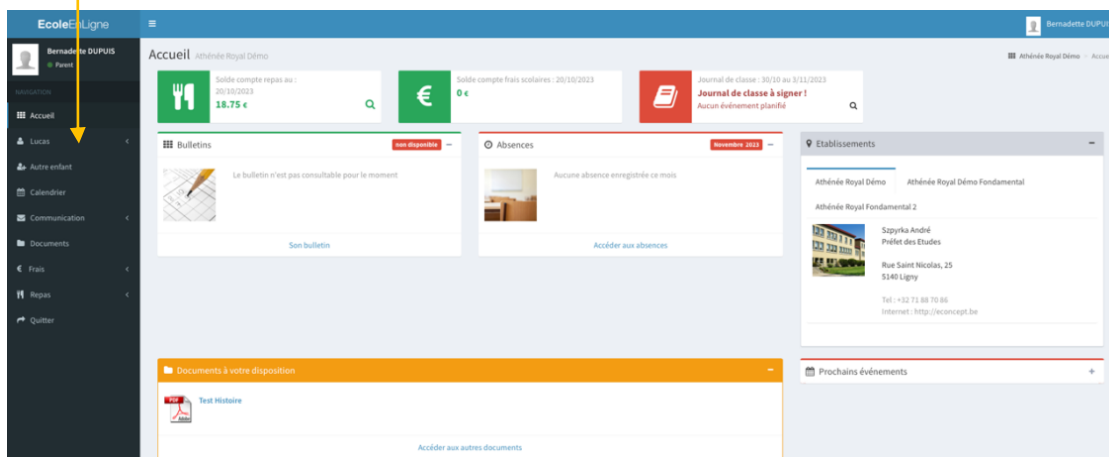 EcoleEnLigne
Bernadette DUPUIS
Bernadette DUPUIS
Parent
NAVIGATION
Accueil
Lucas
Autre enfant
Calendrier
Communication
Documents
€ Frais
Repas
Quitter
Accueil Athénée Royal Démo
Athénée Royal Démo
Solde compte repas au :
20/10/2023
18.75 €
€
Solde compte frais scolaires : 20/10/2023
0 €
Journal de classe : 30/10 au 3/11/2023
Journal de classe à signer !
Aucun événement planifié
Bulletins
non disponible
Le bulletin n'est pas consultable pour le moment
Son bulletin
Absences
Novembre 2023
Aucune absence enregistrée ce mois
Accéder aux absences
Etablissements
Athénée Royal Démo Athénée Royal Démo Fondamental
Athénée Royal Fondamental 2
Szpyrka André
Préfet des Etudes
Rue Saint Nicolas, 25
5140 Ligny
Tel : +32 71 88 70 86
Internet : http://econcept.be
Documents à votre disposition
PDF
Adobe
Test Histoire
Accéder aux autres documents
Prochains événements